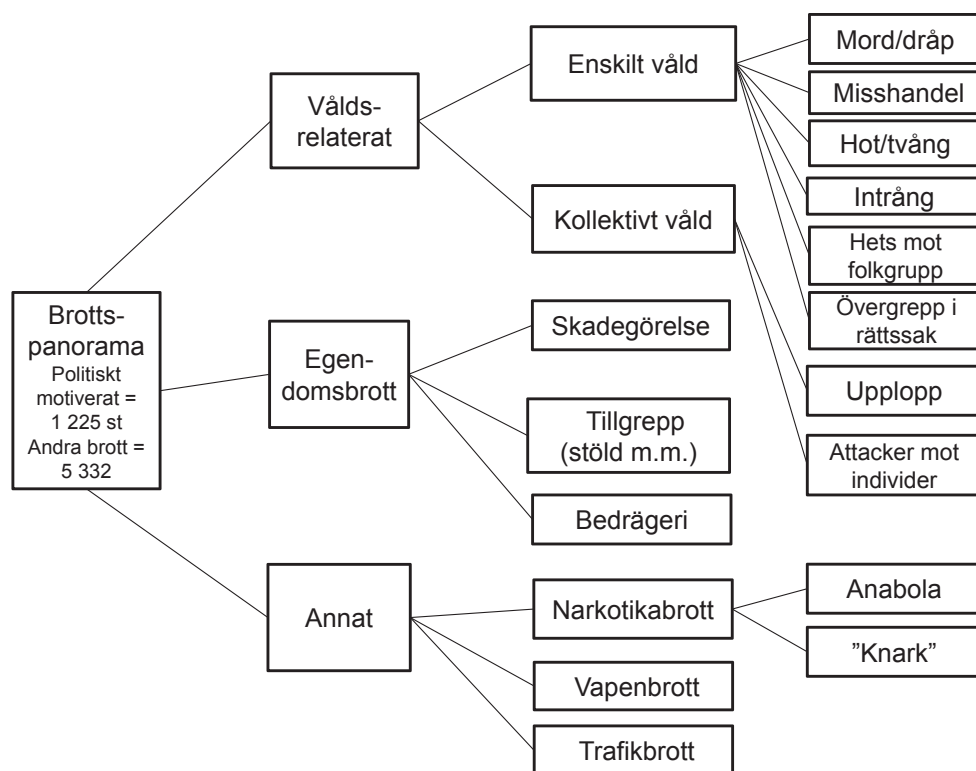 Brotts-
panorama
Politiskt
motiverat =
1 225 st
Andra brott =
5 332
Vålds-
relaterat
Egen-
domsbrott
Annat
Enskilt våld
Kollektivt våld
Skadegörelse
Tillgrepp
(stöld m.m.)
Bedrägeri
Narkotikabrott
Vapenbrott
Trafikbrott
Mord/dråp
Misshandel
Hot/tvång
Intrång
Hets mot
folkgrupp
Övergrepp i
rättssak
Upplopp
Attacker mot
individer
Anabola
”Knark”